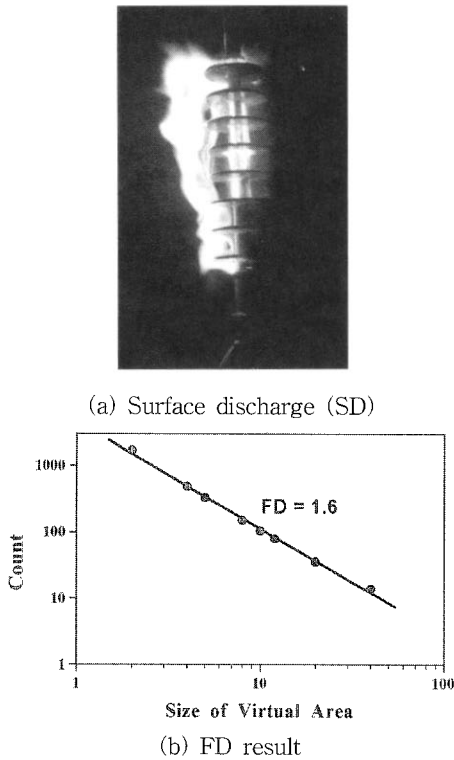 (a) Surface discharge (SD)
1000
100
10
1
Count
FD = 1.6
1
10
100
Size of Virtual Area
(b) FD result